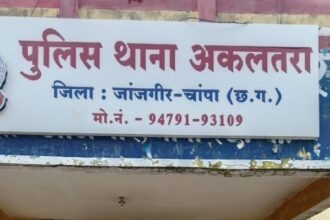 पुलिस थाना अकलतरा
जिला : जांजगीर-चांपा (छ.ग.)
मो.नं. - 94791-93109